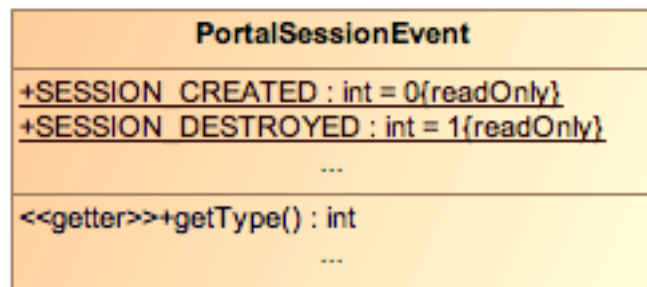 PortalSessionEvent
+SESSION_CREATED : int = 0{readOnly}
+SESSION_DESTROYED : int = 1{readOnly}
...
<<getter>>+getType() : int
...